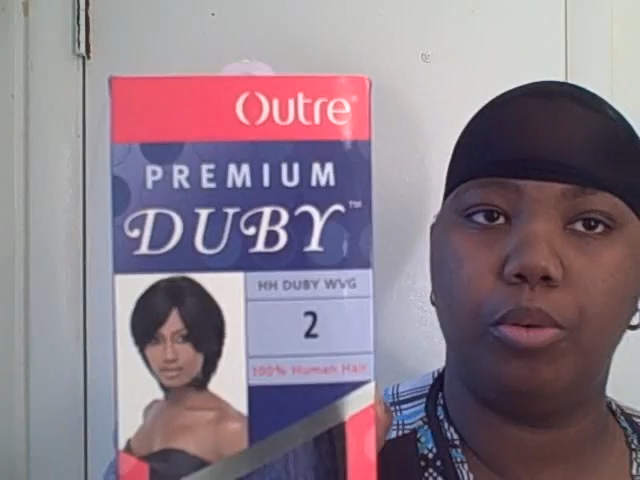 Outre®
PREMIUM
DUBY™
HH DUBY WVG
2
100% Human Hair